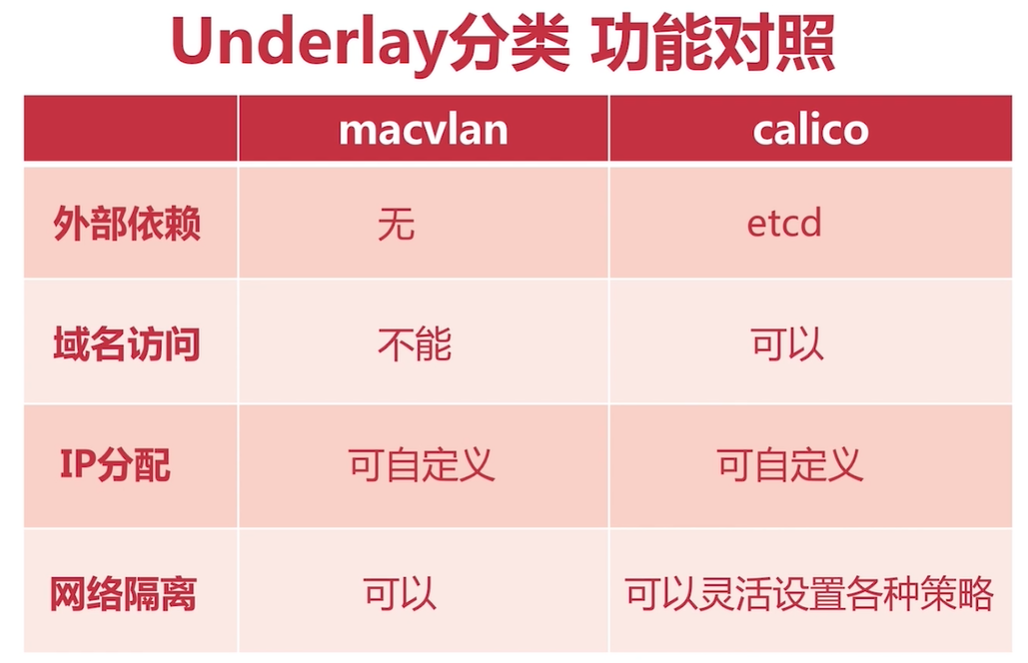 Underlay分类 功能对照
macvlan calico
外部依赖 无 etcd
域名访问 不能 可以
IP分配 可自定义 可自定义
网络隔离 可以 可以灵活设置各种策略